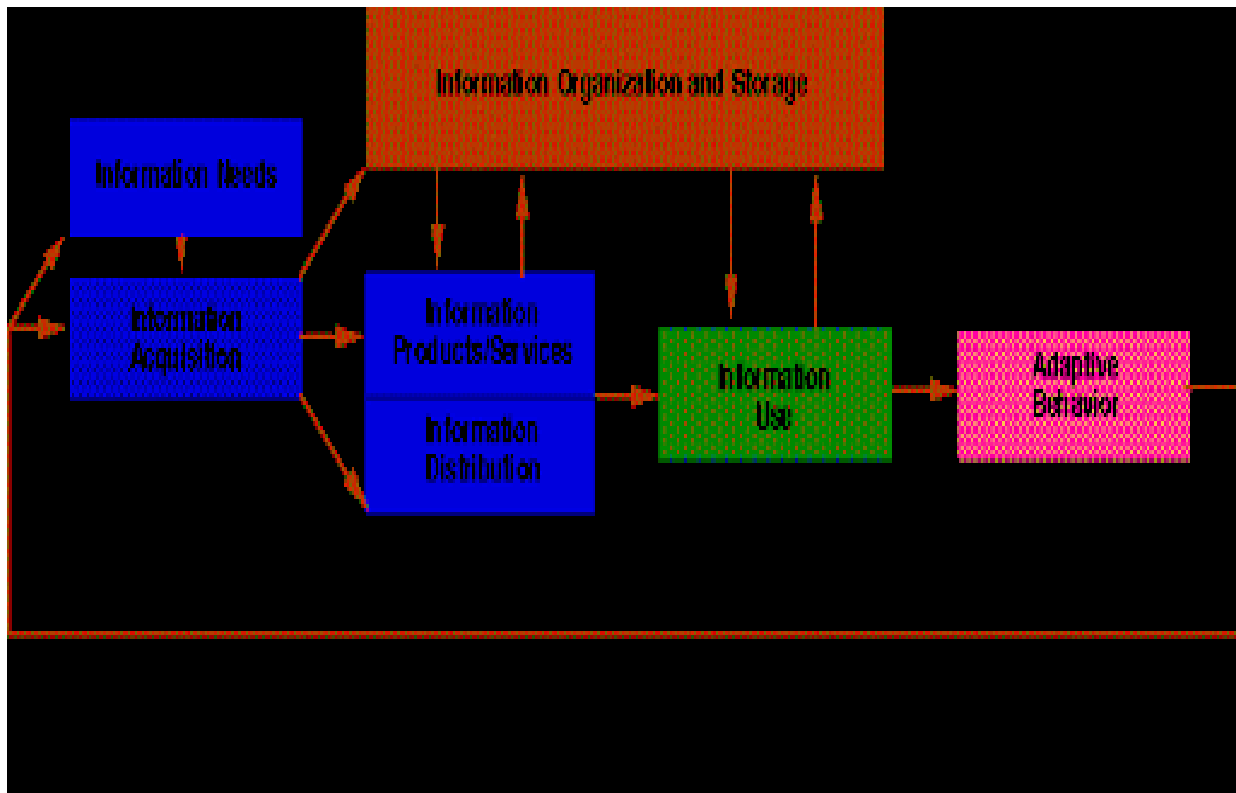 Information Organization and Storage
Information Needs
Information
Acquisition
Information
Products/Services
Information
Distribution
Information
Use
Adaptive
Behavior